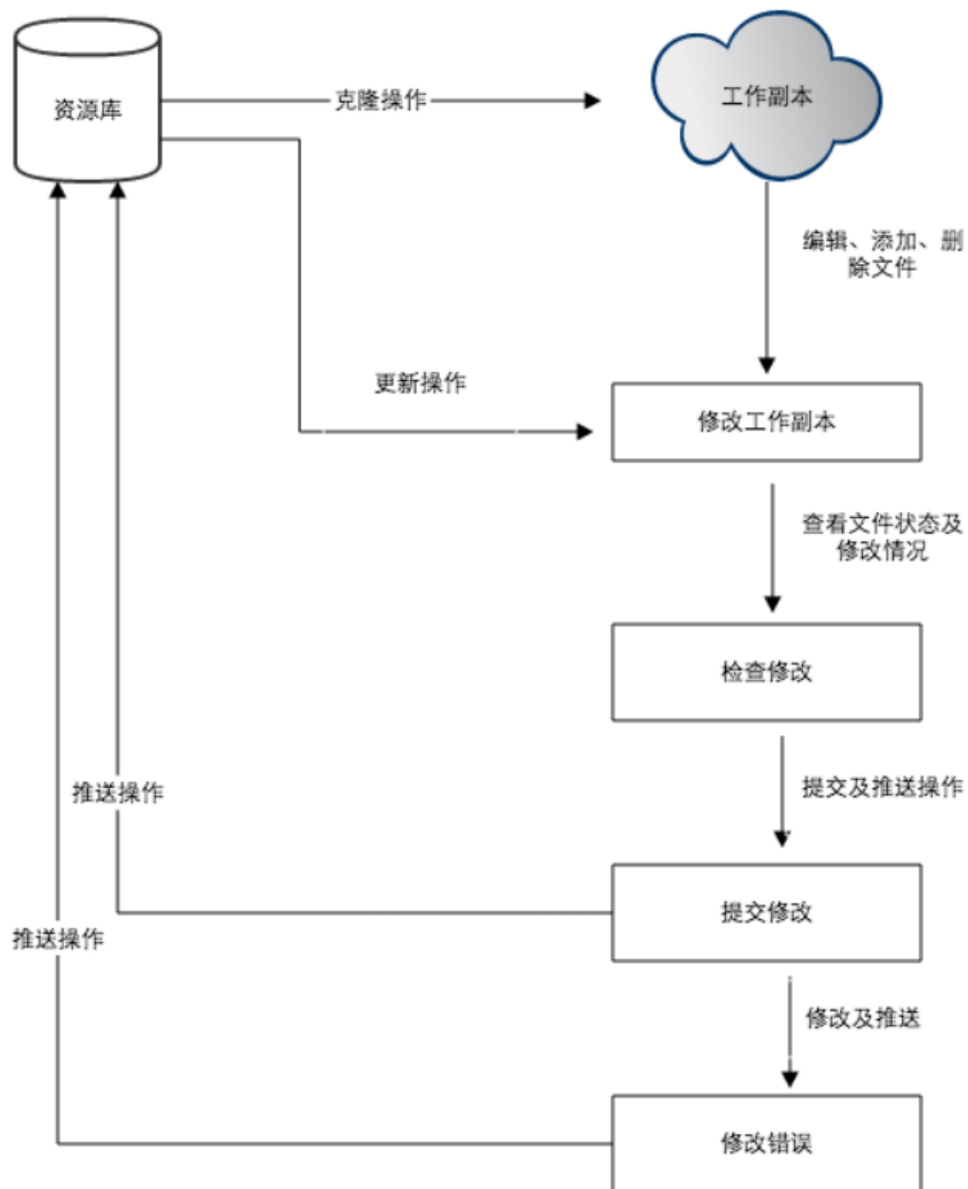 资源库
克隆操作
工作副本
编辑、添加、删
除文件
更新操作
修改工作副本
查看文件状态及
修改情况
检查修改
推送操作
提交及推送操作
提交修改
推送操作
修改及推送
修改错误